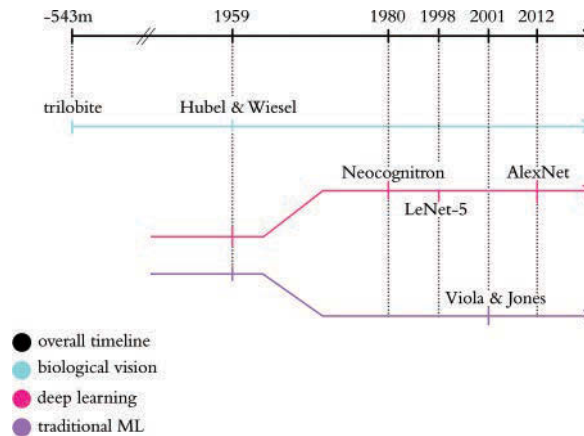 -543m 1959 1980 1998 2001 2012
trilobite Hubel & Wiesel
Neocognitron AlexNet
LeNet-5
Viola & Jones
overall timeline
biological vision
deep learning
traditional ML